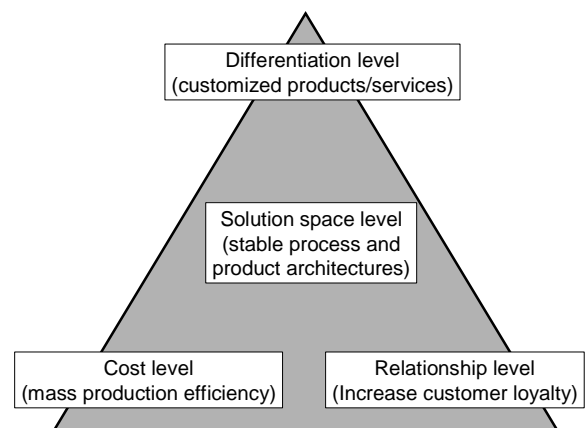 Differentiation level
(customized products/services)
Solution space level
(stable process and
product architectures)
Cost level
(mass production efficiency)
Relationship level
(Increase customer loyalty)